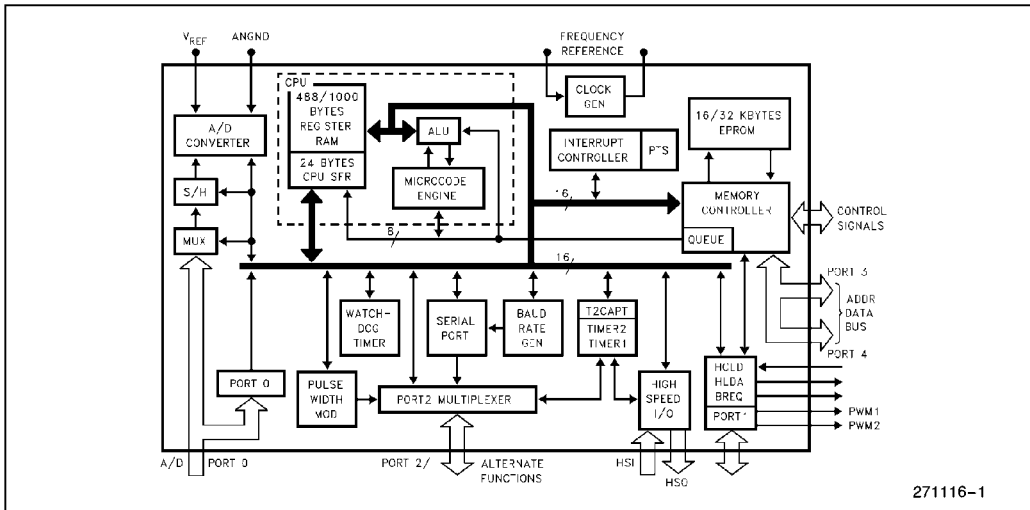 VREF
ANGND
FREQUENCY
REFERENCE
CPU
488/1000
BYTES
REGISTER
RAM
24 BYTES
CPU SFR
ALU
MICROCODE
ENGINE
CLOCK
GEN
16/32 KBYTES
EPROM
A/D
CONVERTER
S/H
MUX
INTERRUPT
CONTROLLER
PTS
16
MEMORY
CONTROLLER
QUEUE
CONTROL
SIGNALS
8
16
PORT 3
ADDR
DATA
BUS
PORT 4
WATCH-
DOG
TIMER
SERIAL
PORT
BAUD
RATE
GEN
T2CAPT
TIMER2
TIMER1
PORT 0
PULSE
WIDTH
MOD
PORT2 MULTIPLEXER
HIGH
SPEED
I/O
HOLD
HLDA
BREQ
PORT1
PWM1
PWM2
A/D
PORT 0
PORT 2/
ALTERNATE
FUNCTIONS
HSI
HSO
271116-1